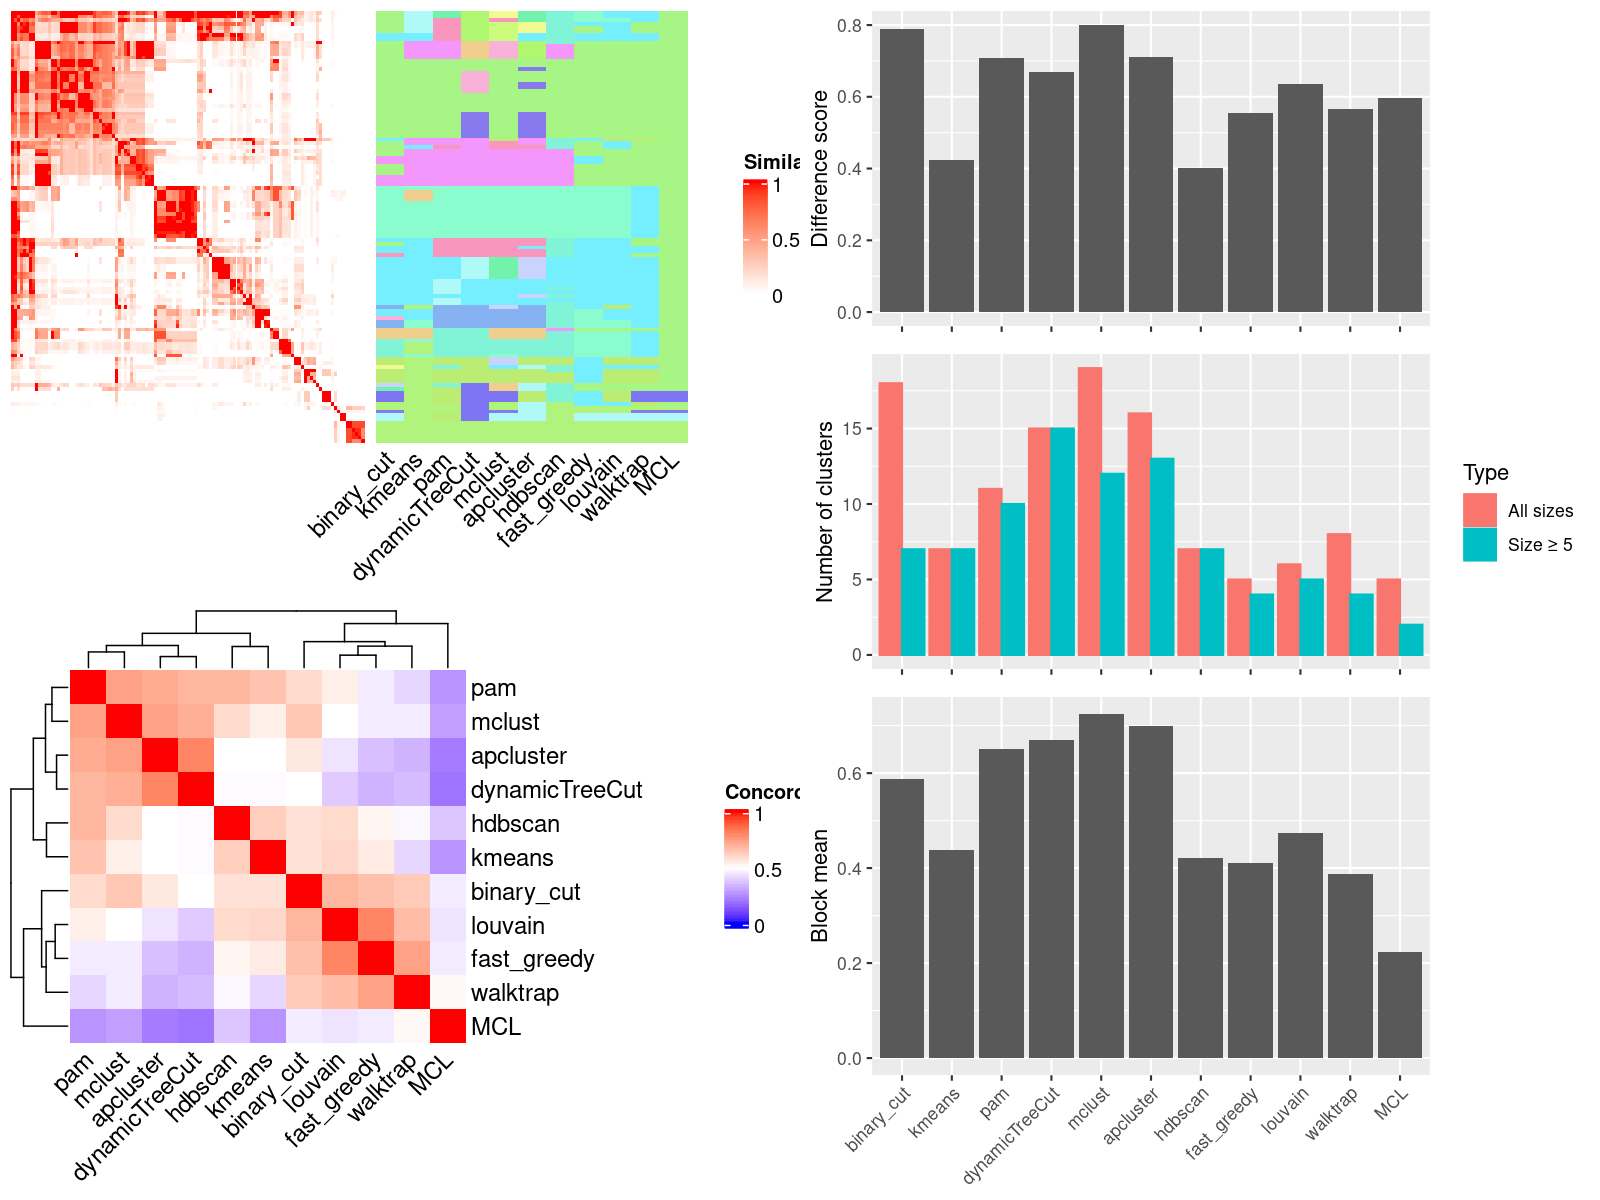 Simila
1
0.5
0
binary_cut
kmeans
pam
dynamicTreeCut
mclust
apcluster
hdbscan
fast_greedy
louvain
walktrap
MCL
pam
mclust
apcluster
dynamicTreeCut
hdbscan
kmeans
binary_cut
louvain
fast_greedy
walktrap
MCL
Concord
1
0.5
0
pam
mclust
apcluster
dynamicTreeCut
hdbscan
kmeans
binary_cut
louvain
fast_greedy
walktrap
MCL
Difference score
0.8
0.6
0.4
0.2
0.0
Number of clusters
15
10
5
0
Type
All sizes
Size ≥ 5
Block mean
0.6
0.4
0.2
0.0
binary_cut
kmeans
pam
dynamicTreeCut
mclust
apcluster
hdbscan
fast_greedy
louvain
walktrap
MCL